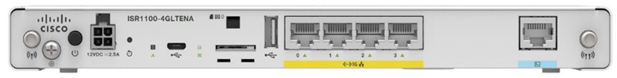 CISCO
ISR1100-4GLTENA
12VDC ⎓ 2.5A
0
1
2
3